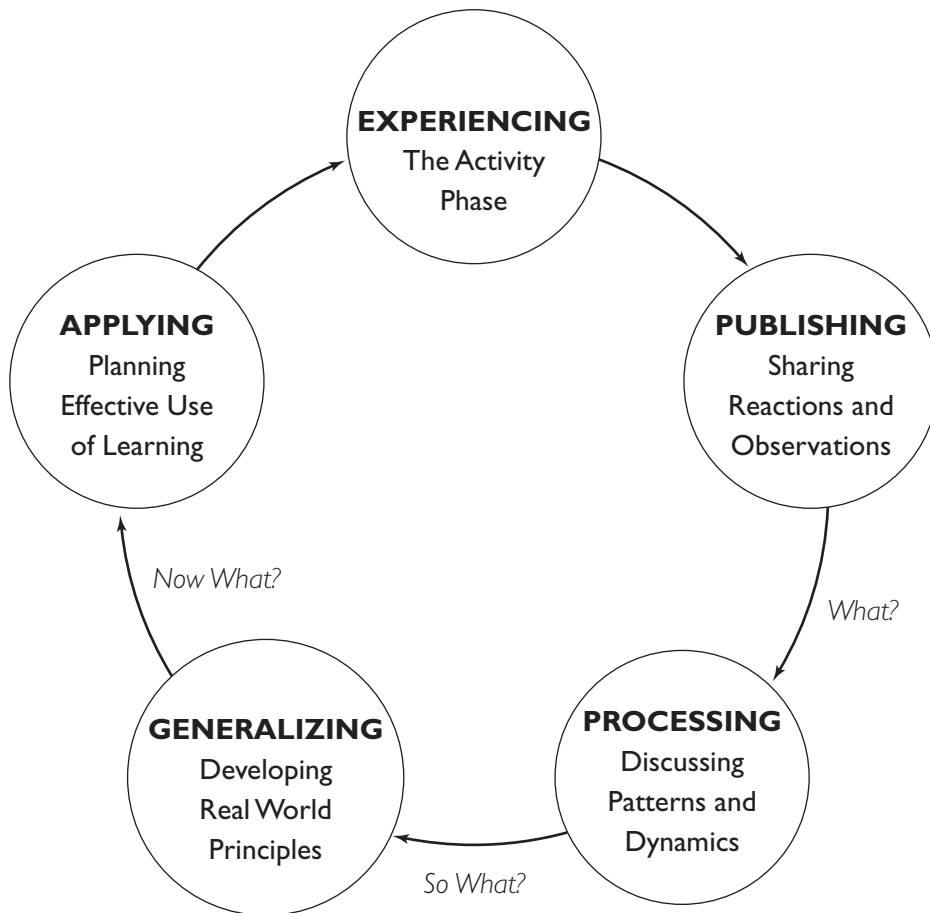 EXPERIENCING
The Activity
Phase
PUBLISHING
Sharing
Reactions and
Observations
What?
PROCESSING
Discussing
Patterns and
Dynamics
So What?
GENERALIZING
Developing
Real World
Principles
Now What?
APPLYING
Planning
Effective Use
of Learning